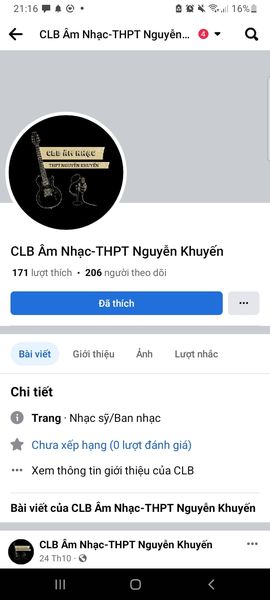 21:16
16%
CLB Âm Nhạc-THPT Nguyễn...
4
CLB ÂM NHẠC
THPT NGUYỄN KHUYẾN
CLB Âm Nhạc-THPT Nguyễn Khuyến
171 lượt thích • 206 người theo dõi
Đã thích
Bài viết
Giới thiệu
Ảnh
Lượt nhắc
Chi tiết
Trang · Nhạc sỹ/Ban nhạc
Chưa xếp hạng (0 lượt đánh giá)
Xem thông tin giới thiệu của CLB
Bài viết của CLB Âm Nhạc-THPT Nguyễn Khuyến
CLB Âm Nhạc-THPT Nguyễn Khuyến
24 Th10 ·